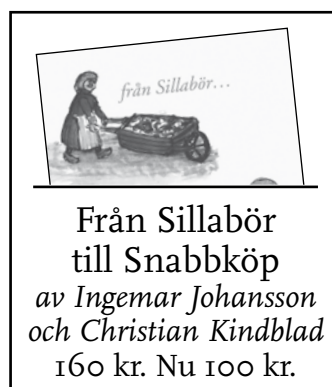 från Sillabör...
Från Sillabör
till Snabbköp
av Ingemar Johansson
och Christian Kindblad
160 kr. Nu 100 kr.